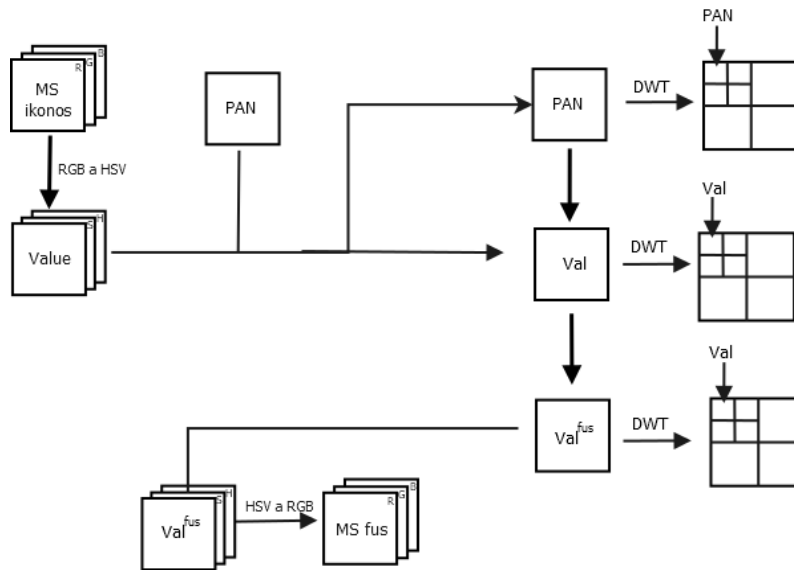 PAN
B
G
R
MS
ikonos
PAN
PAN
DWT
RGB a HSV
Val
H
S
Value
Val
DWT
Val
Val fus
DWT
H
S
Val fus
HSV a RGB
B
G
R
MS fus